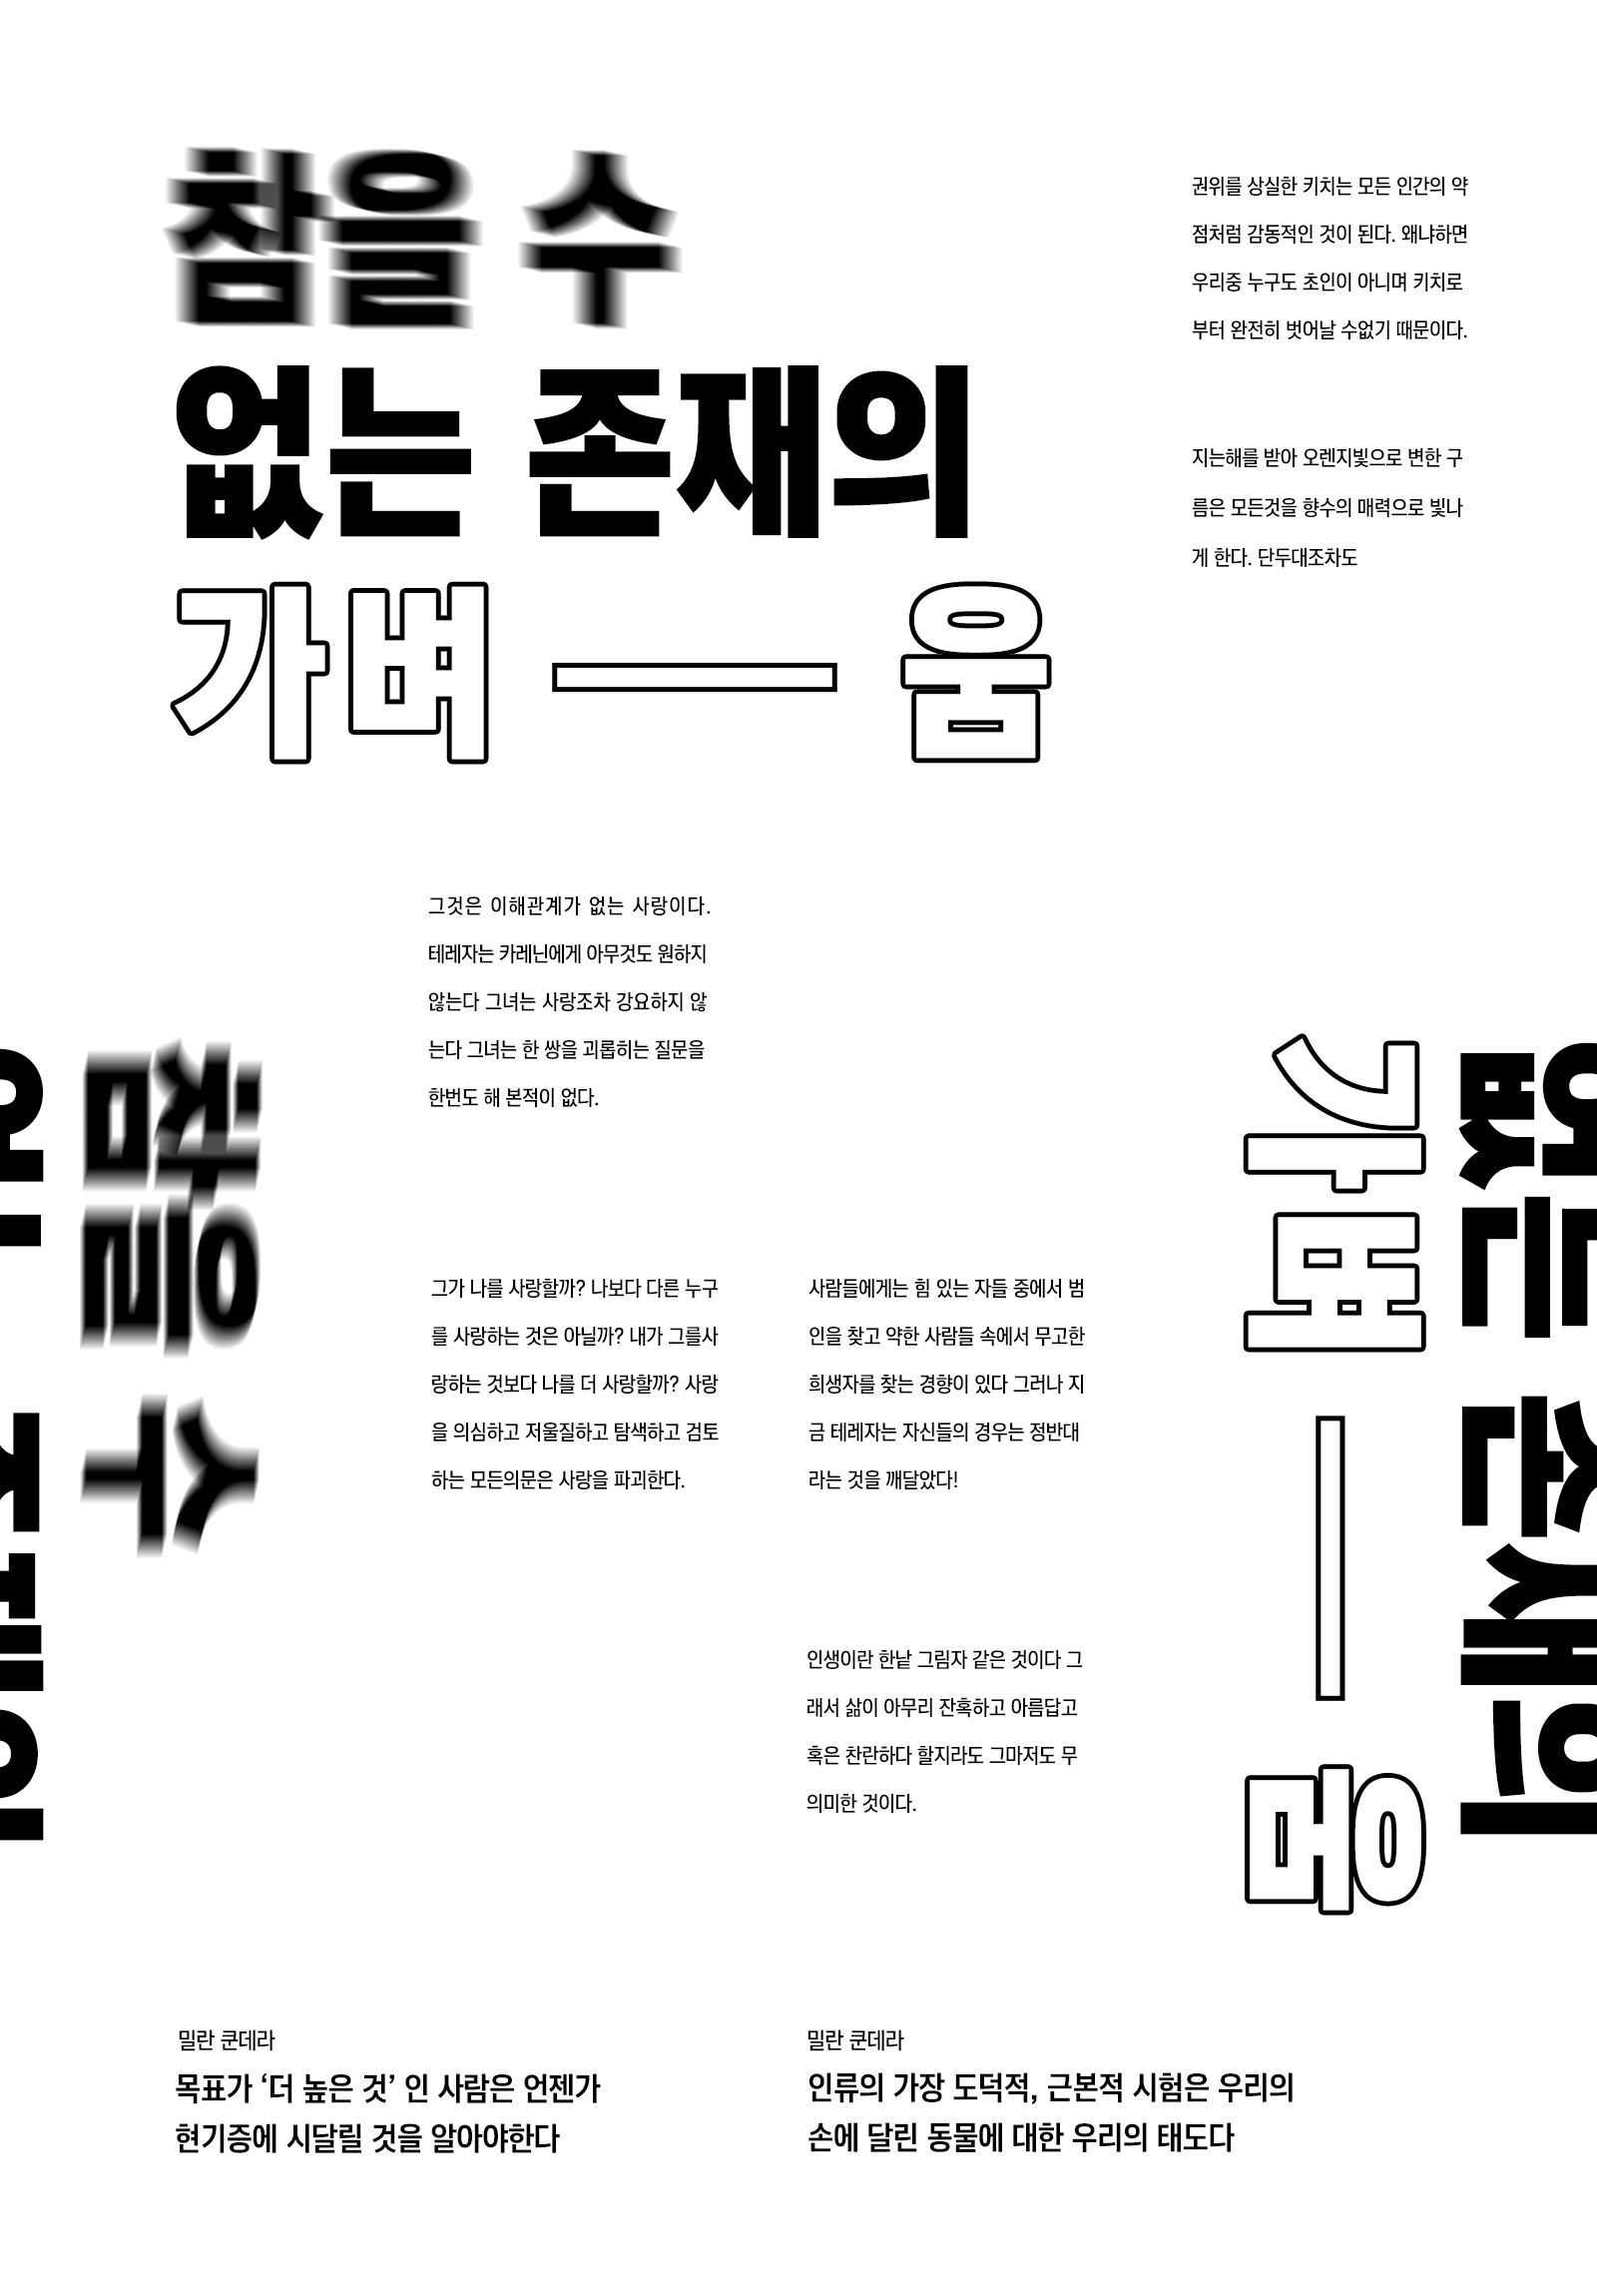 참을 수
없는 존재의
가벼 — 움
권위를 상실한 키치는 모든 인간의 약
점처럼 감동적인 것이 된다. 왜냐하면
우리중 누구도 초인이 아니며 키치로
부터 완전히 벗어날 수없기 때문이다.
지는해를 받아 오렌지빛으로 변한 구
름은 모든것을 향수의 매력으로 빛나
게 한다. 단두대조차도
그것은 이해관계가 없는 사랑이다.
테레자는 카레닌에게 아무것도 원하지
않는다 그녀는 사랑조차 강요하지 않
는다 그녀는 한 쌍을 괴롭히는 질문을
한번도 해 본적이 없다.
없는 존재의
참을 수
그가 나를 사랑할까? 나보다 다른 누구
를 사랑하는 것은 아닐까? 내가 그를사
랑하는 것보다 나를 더 사랑할까? 사랑
을 의심하고 저울질하고 탐색하고 검토
하는 모든의문은 사랑을 파괴한다.
사람들에게는 힘 있는 자들 중에서 범
인을 찾고 약한 사람들 속에서 무고한
희생자를 찾는 경향이 있다 그러나 지
금 테레자는 자신들의 경우는 정반대
라는 것을 깨달았다!
인생이란 한낱 그림자 같은 것이다 그
래서 삶이 아무리 잔혹하고 아름답고
혹은 찬란하다 할지라도 그마저도 무
의미한 것이다.
없는 존재의
가벼 — 움
밀란 쿤데라
목표가 ‘더 높은 것’ 인 사람은 언젠가
현기증에 시달릴 것을 알아야한다
밀란 쿤데라
인류의 가장 도덕적, 근본적 시험은 우리의
손에 달린 동물에 대한 우리의 태도다